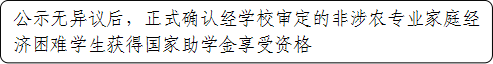 公示无异议后，正式确认经学校审定的非涉农专业家庭经
济困难学生获得国家助学金享受资格